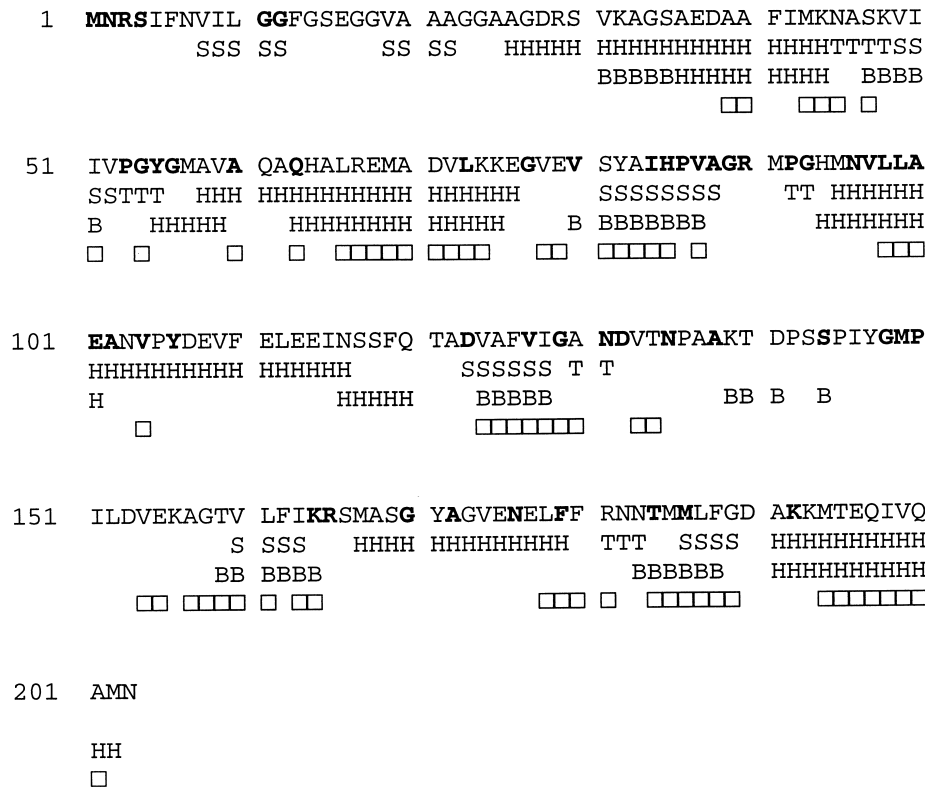 1 MNRSIFNVIL GGFGSEGGVA AAGGAAGDRS VKAGSAEDAA FIMKNASKVI
SSS SS SS SS HHHHH HHHHHHHHHH HHHHTTTTSS
BBBBBHHHHH HHHH BBBB
51 IVPGYGMAVA QAQHALREMA DVLKKEGVEV SYAIHPVAGR MPGHMNVLLA
SSTTT HHH HHHHHHHHHH HHHHHH SSSSSSSS TT HHHHHH
B HHHHH HHHHHHHH HHHHH B BBBBBBB HHHHHHH
101 EANVPYDEVF ELEEINSSFQ TADVAFVIGA NDVTNPAAKT DPSSPIYGMP
HHHHHHHHHH HHHHHH SSSSSS T T
H HHHHH BBBBB BB B B
151 ILDVEKAGTV LFIKRSMASG YAGVENELFF RNNTMMLFGD AKKMTEQIVQ
S SSS HHHH HHHHHHHHH TTT SSSS HHHHHHHHHH
BB BBBB BBBBBB HHHHHHHHHH
201 AMN
HH